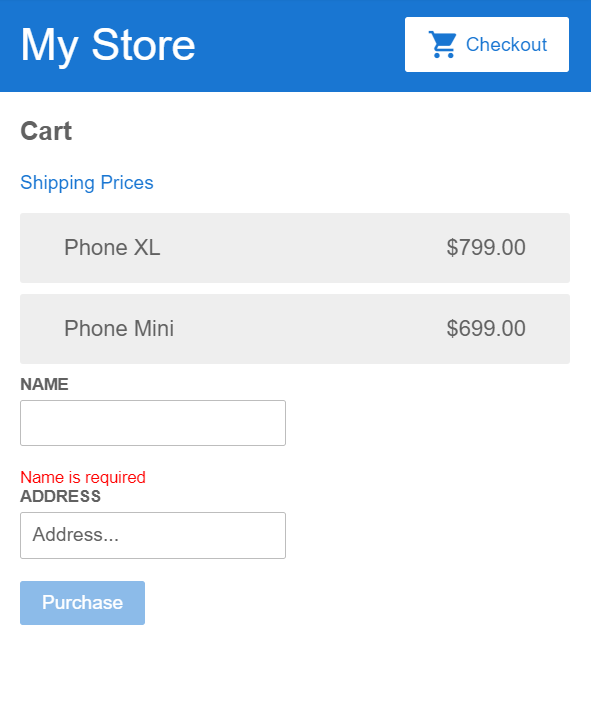 My Store
Checkout
Cart
Shipping Prices
Phone XL $799.00
Phone Mini $699.00
NAME
Name is required
ADDRESS
Address...
Purchase